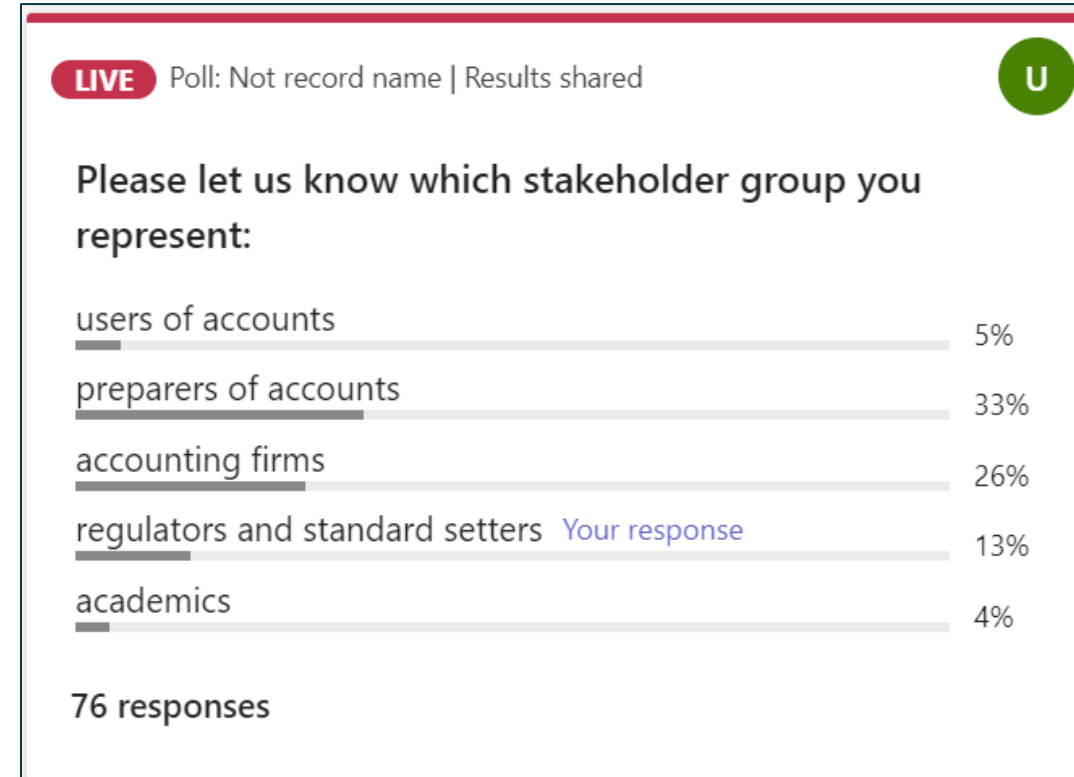 LIVE Poll: Not record name | Results shared
U
Please let us know which stakeholder group you
represent:
users of accounts
5%
preparers of accounts
33%
accounting firms
26%
regulators and standard setters Your response
13%
academics
4%
76 responses